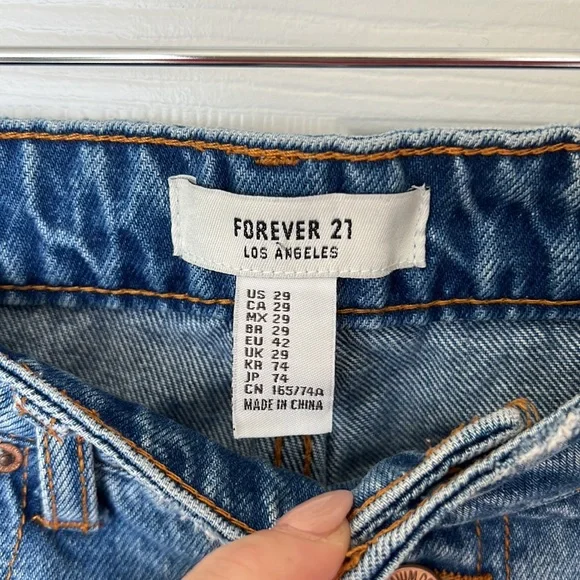 FOREVER 21
LOS ANGELES
US 29
CA 29
MX 29
BR 29
EU 42
UK 29
KR 74
JP 74
CN 165/74A
MADE IN CHINA